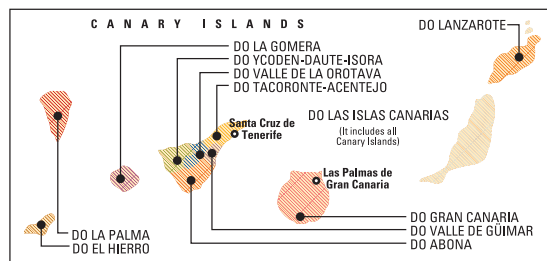 CANARY ISLANDS
DO LANZAROTE
DO LA GOMERA
DO YCODEN-DAUTE-ISORA
DO VALLE DE LA OROTAVA
DO TACORONTE-ACENTEJO
Santa Cruz de
Tenerife
DO LAS ISLAS CANARIAS
(It includes all
Canary Islands)
Las Palmas de
Gran Canaria
DO GRAN CANARIA
DO VALLE DE GÜIMAR
DO ABONA
DO LA PALMA
DO EL HIERRO